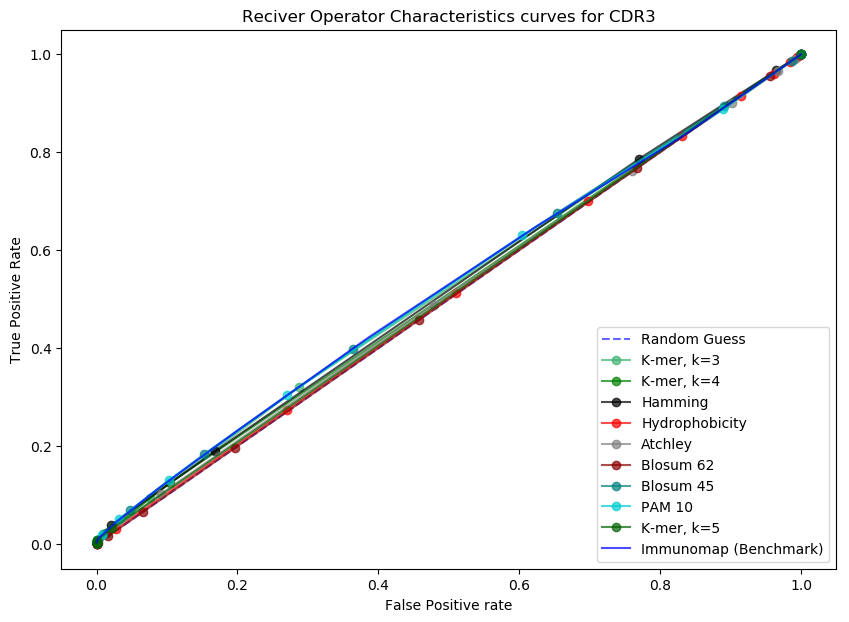 Reciver Operator Characteristics curves for CDR3
True Positive Rate
1.0
0.8
0.6
0.4
0.2
0.0
Random Guess
K-mer, k=3
K-mer, k=4
Hamming
Hydrophobicity
Atchley
Blosum 62
Blosum 45
PAM 10
K-mer, k=5
Immunomap (Benchmark)
0.0 0.2 0.4 0.6 0.8 1.0
False Positive rate